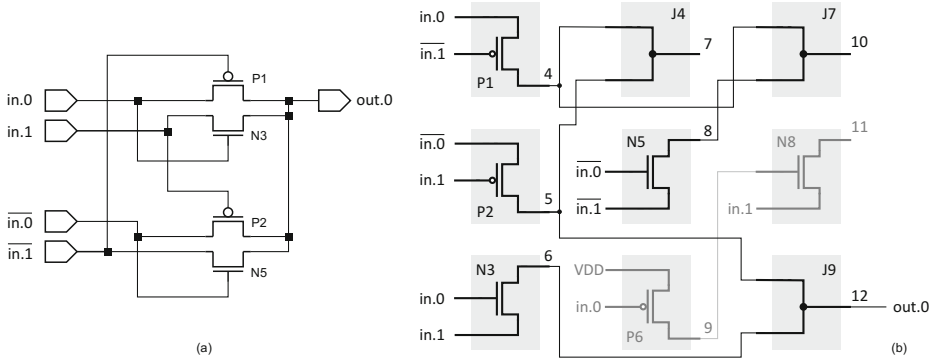 in.0
in.1
in.0
in.1
P1
N3
P2
N5
out.0
(a)
in.0
in.1
P1
4
J4
7
J7
10
in.0
in.1
P2
5
N5
in.0
in.1
8
N8
in.1
11
N3
in.0
in.1
6
VDD
in.0
P6
9
J9
12
out.0
(b)